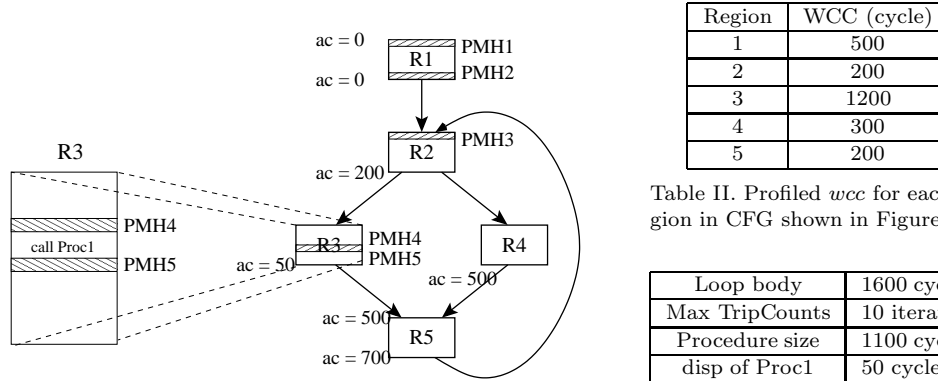 ac = 0
PMH1
R1
PMH2
ac = 0
PMH3
R2
ac = 200
R3
PMH4
call Proc1
PMH5
R3
PMH4
PMH5
ac = 50
R4
ac = 500
ac = 500
R5
ac = 700
Region WCC (cycle)
1 500
2 200
3 1200
4 300
5 200
Table II. Profiled wcc for eac
gion in CFG shown in Figure
Loop body 1600 cy
Max TripCounts 10 itera
Procedure size 1100 cy
disp of Proc1 50 cycle